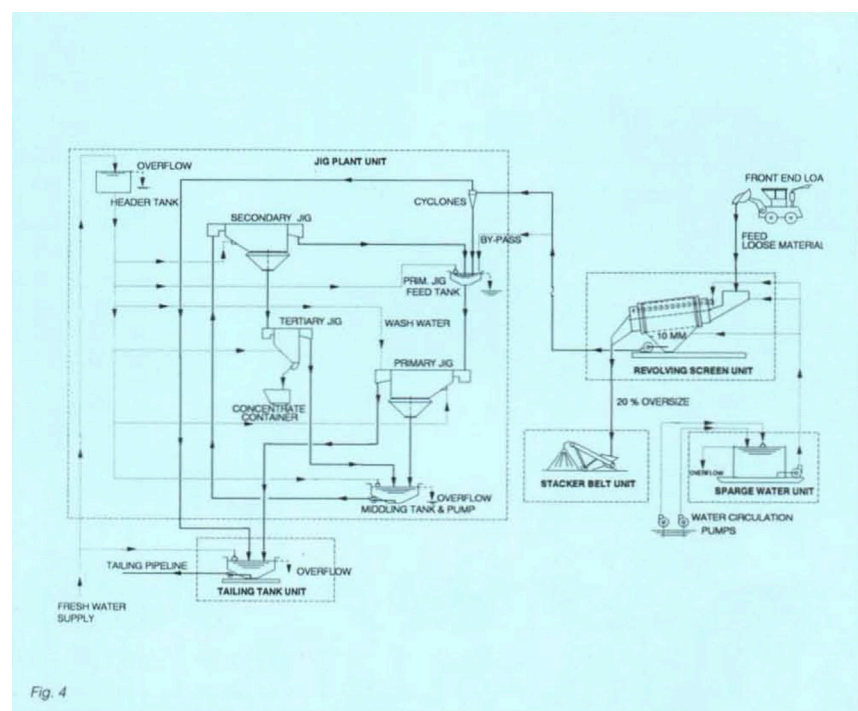 JIG PLANT UNIT
OVERFLOW
HEADER TANK
CYCLONES
SECONDARY JIG
BY-PASS
PRIM. JIG
FEED TANK
TERTIARY JIG
WASH WATER
PRIMARY JIG
CONCENTRATE
CONTAINER
OVERFLOW
MIDDLING TANK & PUMP
FRONT END LOA
FEED
LOOSE MATERIAL
- 10 MM
REVOLVING SCREEN UNIT
20 % OVERSIZE
STACKER BELT UNIT
OVERFLOW
SPARGE WATER UNIT
WATER CIRCULATION
PUMPS
TAILING PIPELINE
OVERFLOW
TAILING TANK UNIT
FRESH WATER
SUPPLY
Fig. 4